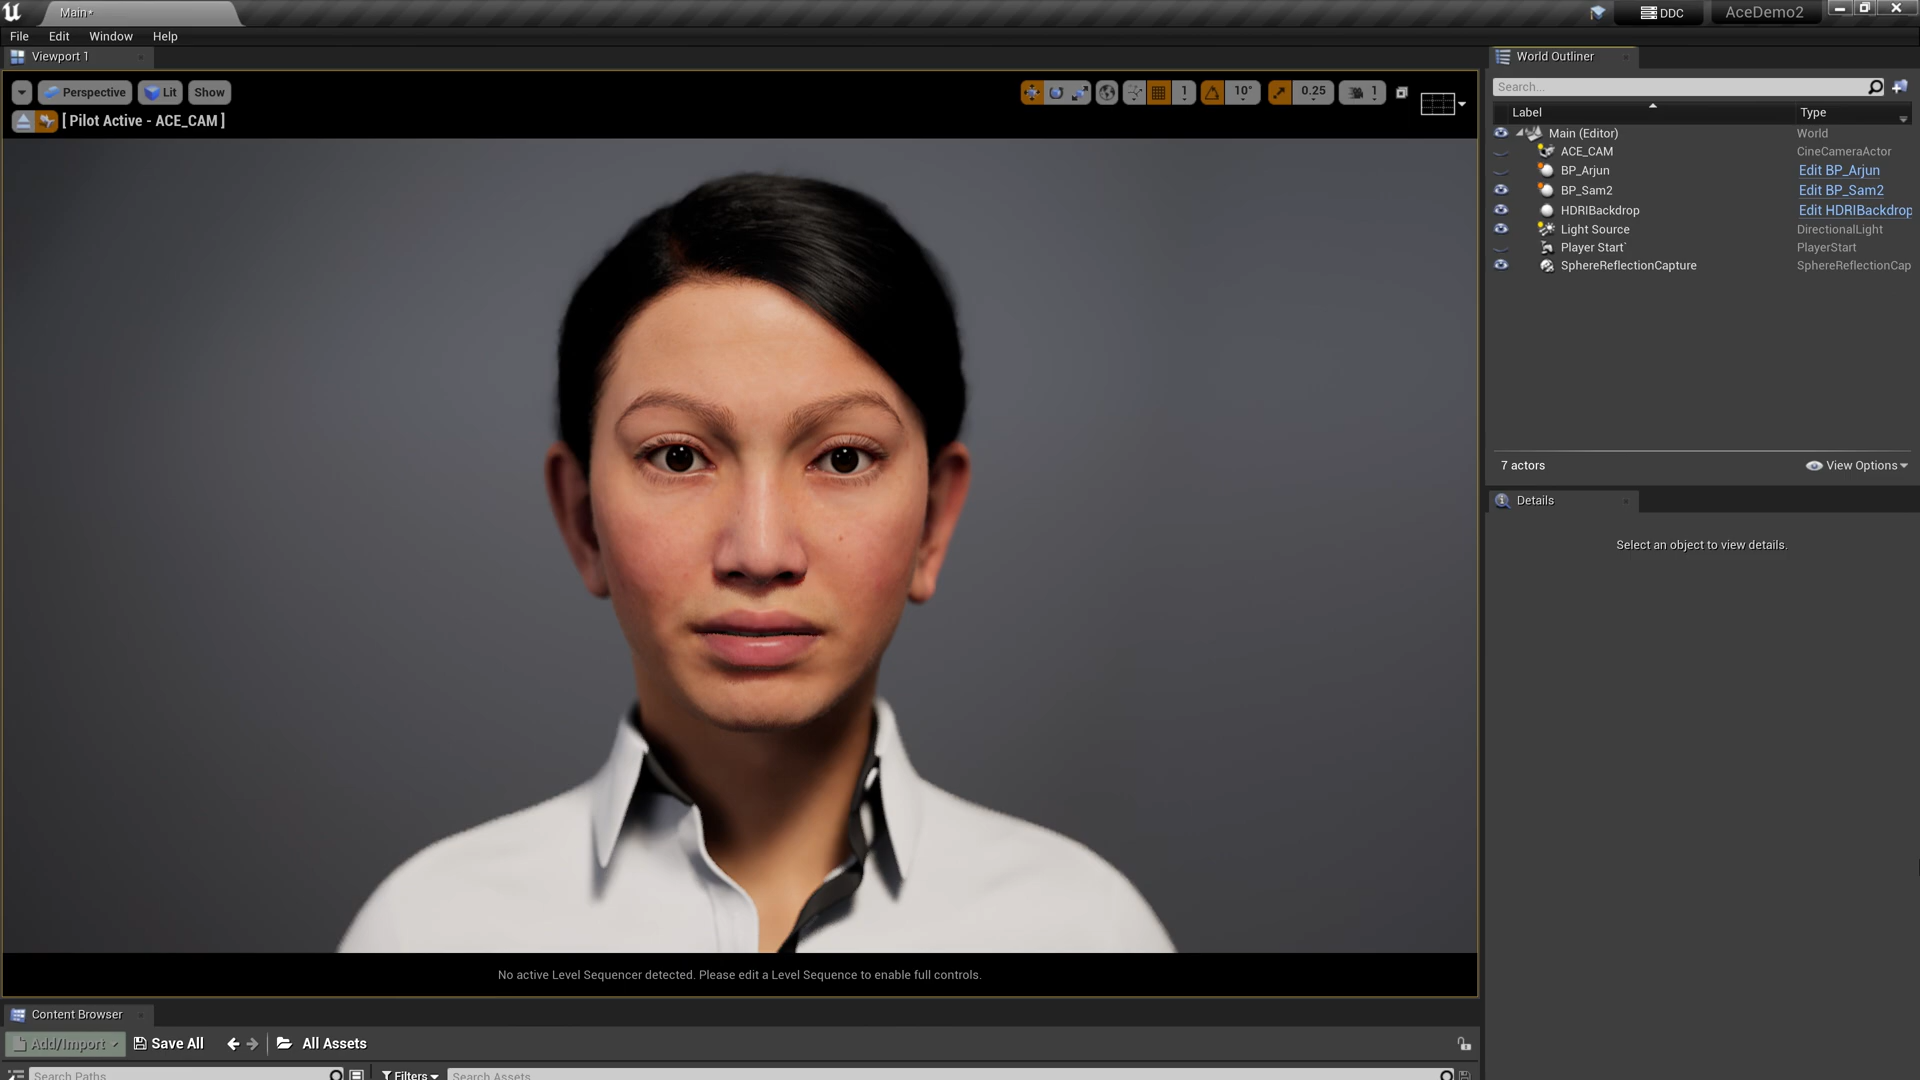 Main*
DDC
AceDemo2
File Edit Window Help
Viewport 1
World Outliner
Perspective Lit Show
1 10° 0.25 1
Search...
[ Pilot Active - ACE_CAM ]
Label Type
Main (Editor) World
ACE_CAM CineCameraActor
BP_Arjun Edit BP_Arjun
BP_Sam2 Edit BP_Sam2
HDRIBackdrop Edit HDRIBackdrop
Light Source DirectionalLight
Player Start` PlayerStart
SphereReflectionCapture SphereReflectionCap
7 actors View Options
Details
Select an object to view details.
No active Level Sequencer detected. Please edit a Level Sequence to enable full controls.
Content Browser
Add/Import Save All All Assets
Search Paths Filters Search Assets